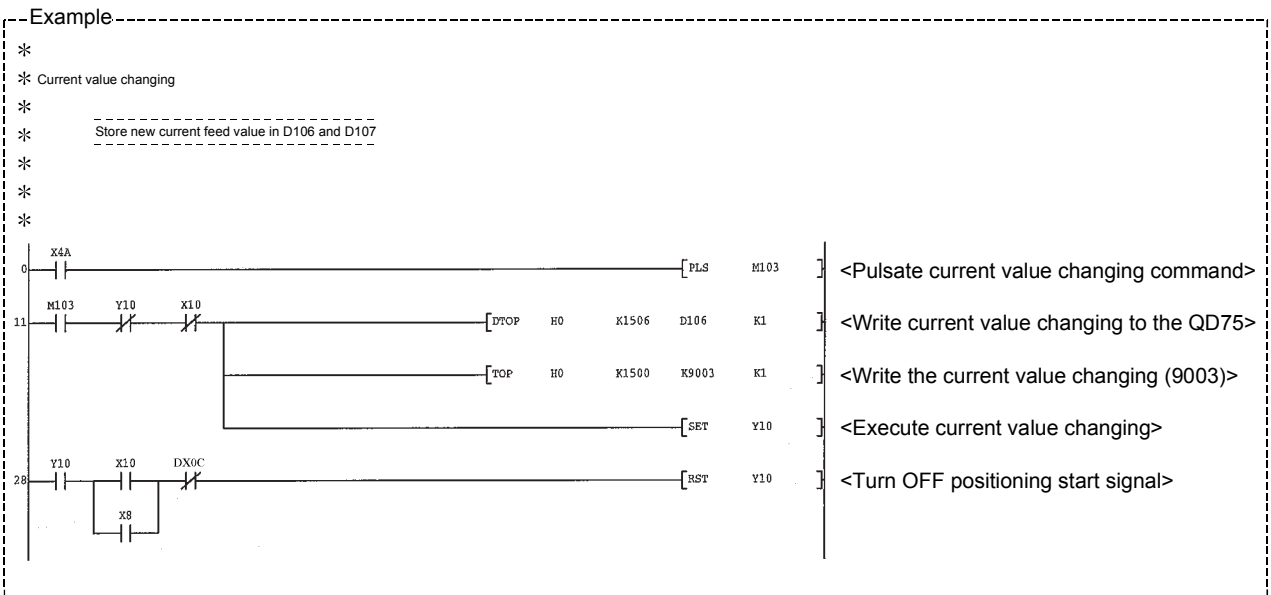 Example
*
* Current value changing
*
* Store new current feed value in D106 and D107
*
*
*
X4A
0 [PLS M103 ] <Pulsate current value changing command>
M103 Y10 X10
11 [DTOP H0 K1506 D106 K1 ] <Write current value changing to the QD75>
[TOP H0 K1500 K9003 K1 ] <Write the current value changing (9003)>
[SET Y10 ] <Execute current value changing>
Y10 X10 DX0C
28 [RST Y10 ] <Turn OFF positioning start signal>
X8